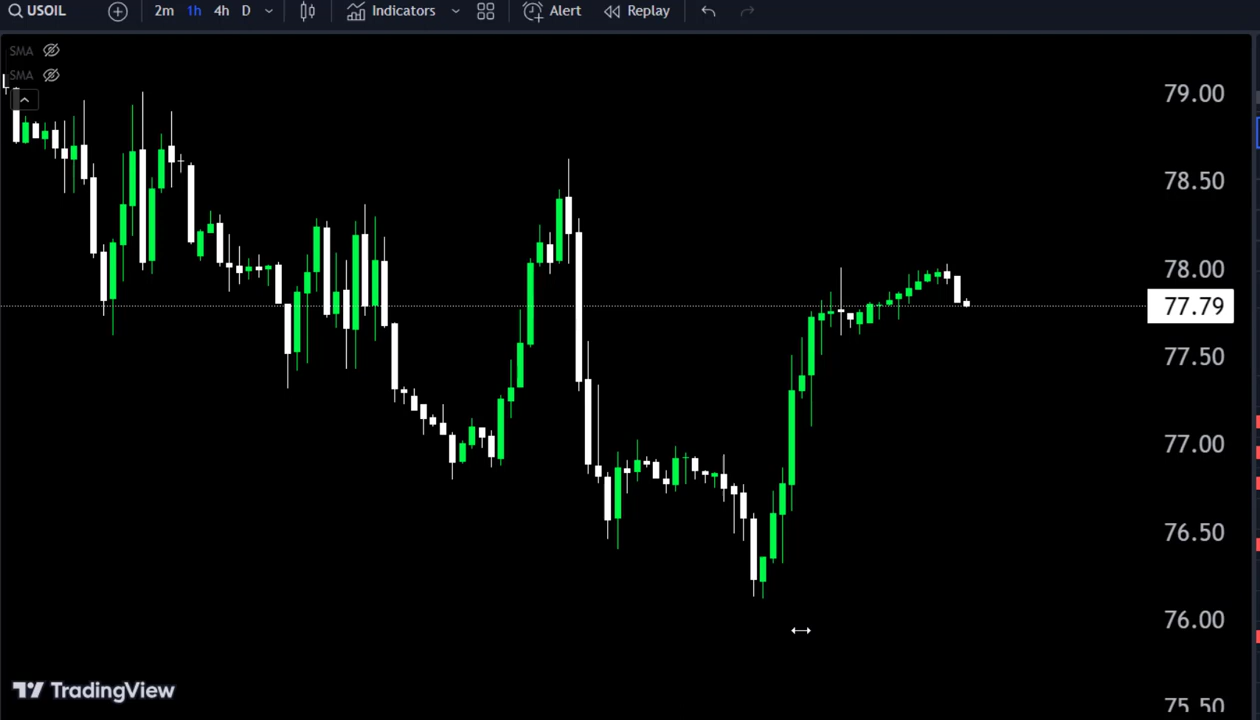 USOIL 2m 1h 4h D Indicators Alert Replay
SMA
SMA
79.00
78.50
78.00
77.79
77.50
77.00
76.50
76.00
75.50
TradingView